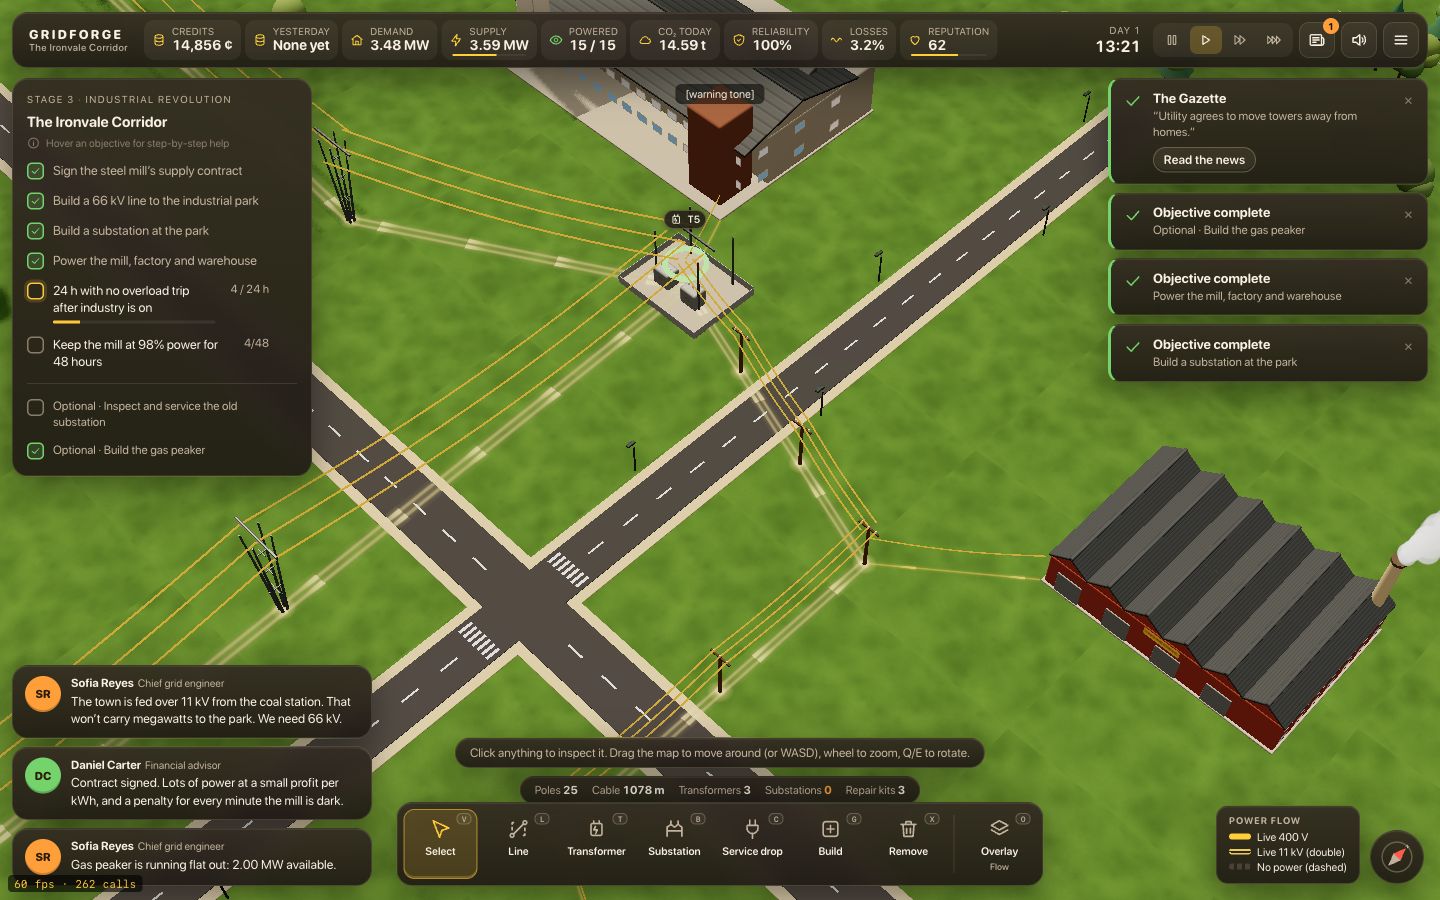 GRIDFORGE
The Ironvale Corridor
CREDITS
14,856 ¢
YESTERDAY
None yet
DEMAND
3.48 MW
SUPPLY
3.59 MW
POWERED
15 / 15
CO₂ TODAY
14.59 t
RELIABILITY
100%
LOSSES
3.2%
REPUTATION
62
DAY 1
13:21
1
STAGE 3 · INDUSTRIAL REVOLUTION
The Ironvale Corridor
Hover an objective for step-by-step help
Sign the steel mill’s supply contract
Build a 66 kV line to the industrial park
Build a substation at the park
Power the mill, factory and warehouse
24 h with no overload trip
after industry is on
4 / 24 h
Keep the mill at 98% power for
48 hours
4/48
Optional · Inspect and service the old
substation
Optional · Build the gas peaker
[warning tone]
T5
The Gazette
“Utility agrees to move towers away from
homes.”
Read the news
Objective complete
Optional · Build the gas peaker
Objective complete
Power the mill, factory and warehouse
Objective complete
Build a substation at the park
Sofia Reyes Chief grid engineer
The town is fed over 11 kV from the coal station. That
won’t carry megawatts to the park. We need 66 kV.
Daniel Carter Financial advisor
Contract signed. Lots of power at a small profit per
kWh, and a penalty for every minute the mill is dark.
Sofia Reyes Chief grid engineer
Gas peaker is running flat out: 2.00 MW available.
SR
DC
SR
60 fps · 262 calls
Click anything to inspect it. Drag the map to move around (or WASD), wheel to zoom, Q/E to rotate.
Poles 25 Cable 1078 m Transformers 3 Substations 0 Repair kits 3
V
Select
L
Line
T
Transformer
B
Substation
C
Service drop
G
Build
X
Remove
O
Overlay
Flow
POWER FLOW
Live 400 V
Live 11 kV (double)
No power (dashed)